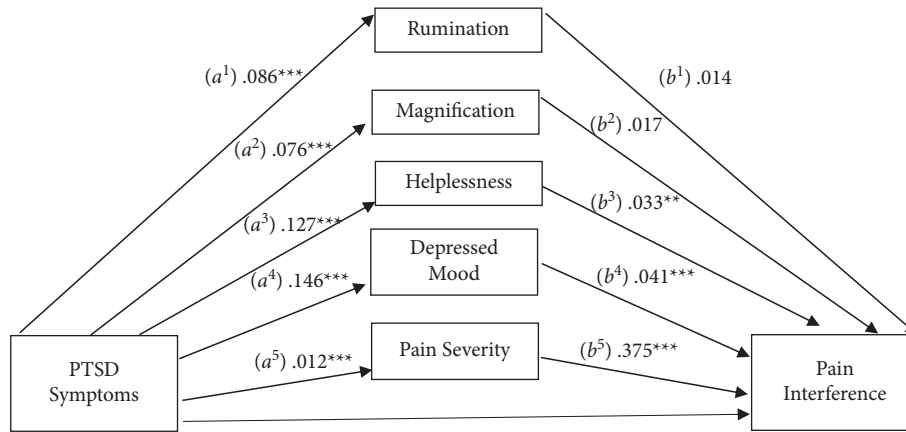 Rumination
(a¹) .086***
(b¹) .014
Magnification
(a²) .076***
(b²) .017
Helplessness
(a³) .127***
(b³) .033**
Depressed
Mood
(a⁴) .146***
(b⁴) .041***
Pain Severity
(a⁵) .012***
(b⁵) .375***
PTSD
Symptoms
Pain
Interference